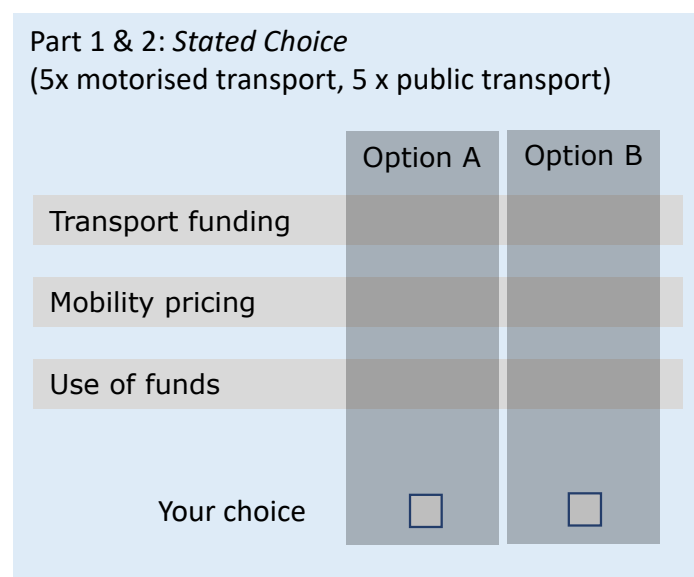 Part 1 & 2: Stated Choice
(5x motorised transport, 5 x public transport)
Option A Option B
Transport funding
Mobility pricing
Use of funds
Your choice